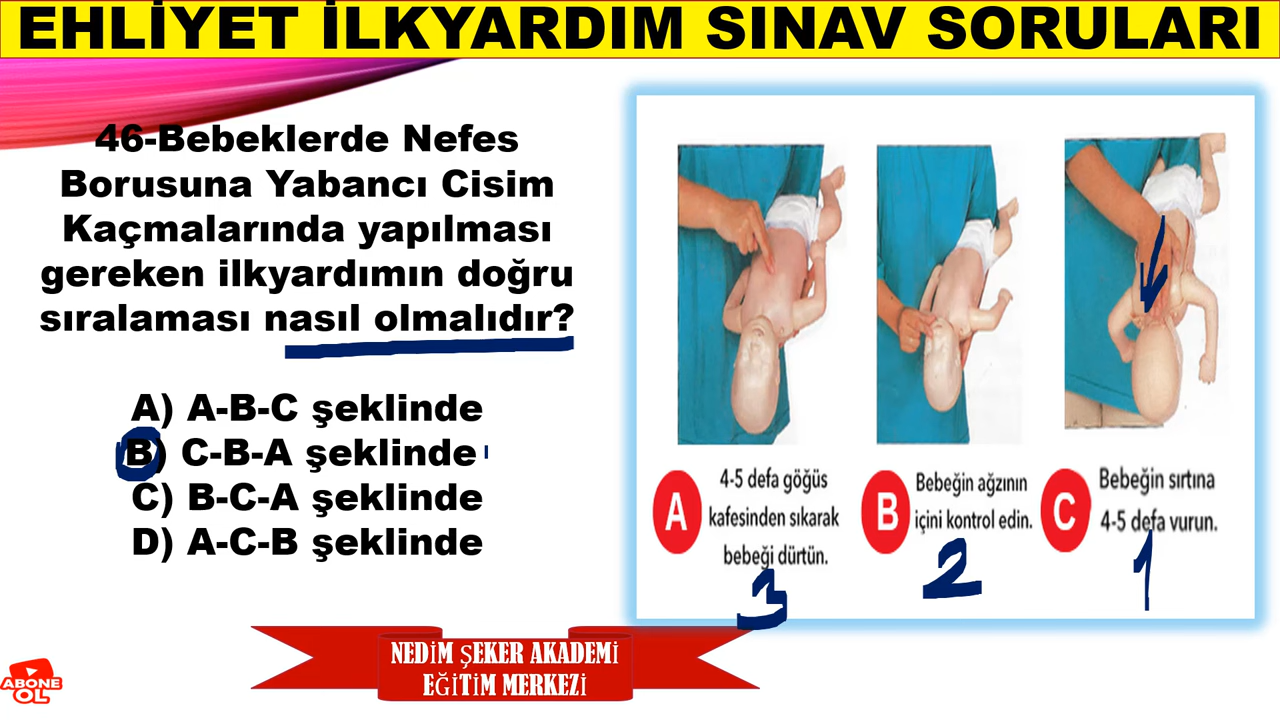 EHLİYET İLKYARDIM SINAV SORULARI
46-Bebeklerde Nefes
Borusuna Yabancı Cisim
Kaçmalarında yapılması
gereken ilkyardımın doğru
sıralaması nasıl olmalıdır?
A) A-B-C şeklinde
B) C-B-A şeklinde
C) B-C-A şeklinde
D) A-C-B şeklinde
A
4-5 defa göğüs
kafesinden sıkarak
bebeği dürtün.
3
B
Bebeğin ağzının
içini kontrol edin.
2
C
Bebeğin sırtına
4-5 defa vurun.
1
NEDİM ŞEKER AKADEMİ
EĞİTİM MERKEZİ
ABONE
OL